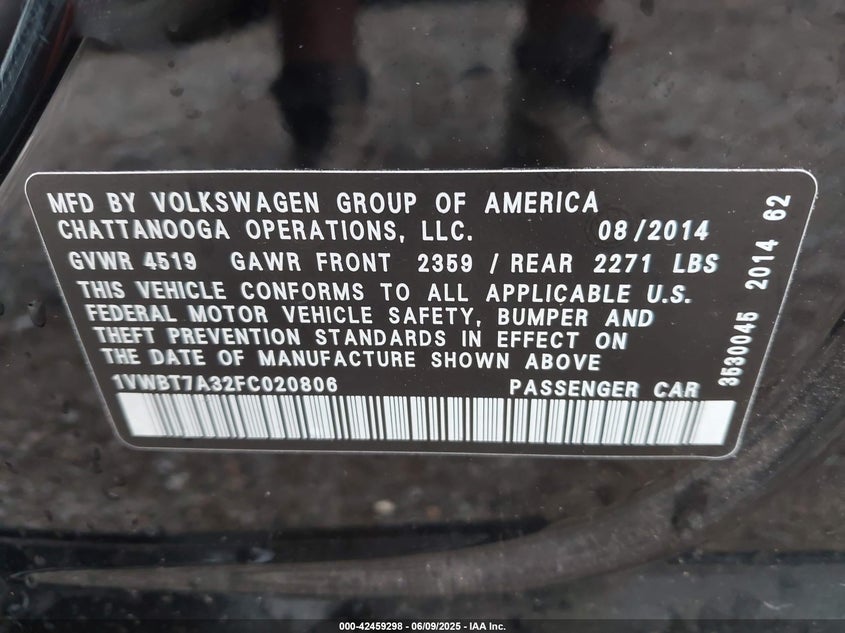 MFD BY VOLKSWAGEN GROUP OF AMERICA
CHATTANOOGA OPERATIONS, LLC. 08/2014
GVWR 4519 GAWR FRONT 2359 / REAR 2271 LBS
THIS VEHICLE CONFORMS TO ALL APPLICABLE U.S.
FEDERAL MOTOR VEHICLE SAFETY, BUMPER AND
THEFT PREVENTION STANDARDS IN EFFECT ON
THE DATE OF MANUFACTURE SHOWN ABOVE
1VWBT7A32FC020806 PASSENGER CAR
3530045 2014 62
000-42459298 - 06/09/2025 - IAA Inc.